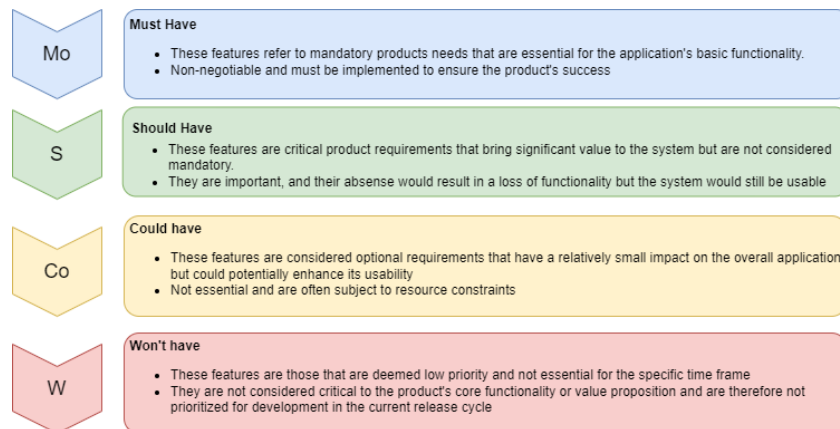 Mo
Must Have
These features refer to mandatory products needs that are essential for the application's basic functionality.
Non-negotiable and must be implemented to ensure the product's success
S
Should Have
These features are critical product requirements that bring significant value to the system but are not considered
mandatory.
They are important, and their absense would result in a loss of functionality but the system would still be usable
Co
Could have
These features are considered optional requirements that have a relatively small impact on the overall application
but could potentially enhance its usability
Not essential and are often subject to resource constraints
W
Won't have
These features are those that are deemed low priority and not essential for the specific time frame
They are not considered critical to the product's core functionality or value proposition and are therefore not
prioritized for development in the current release cycle